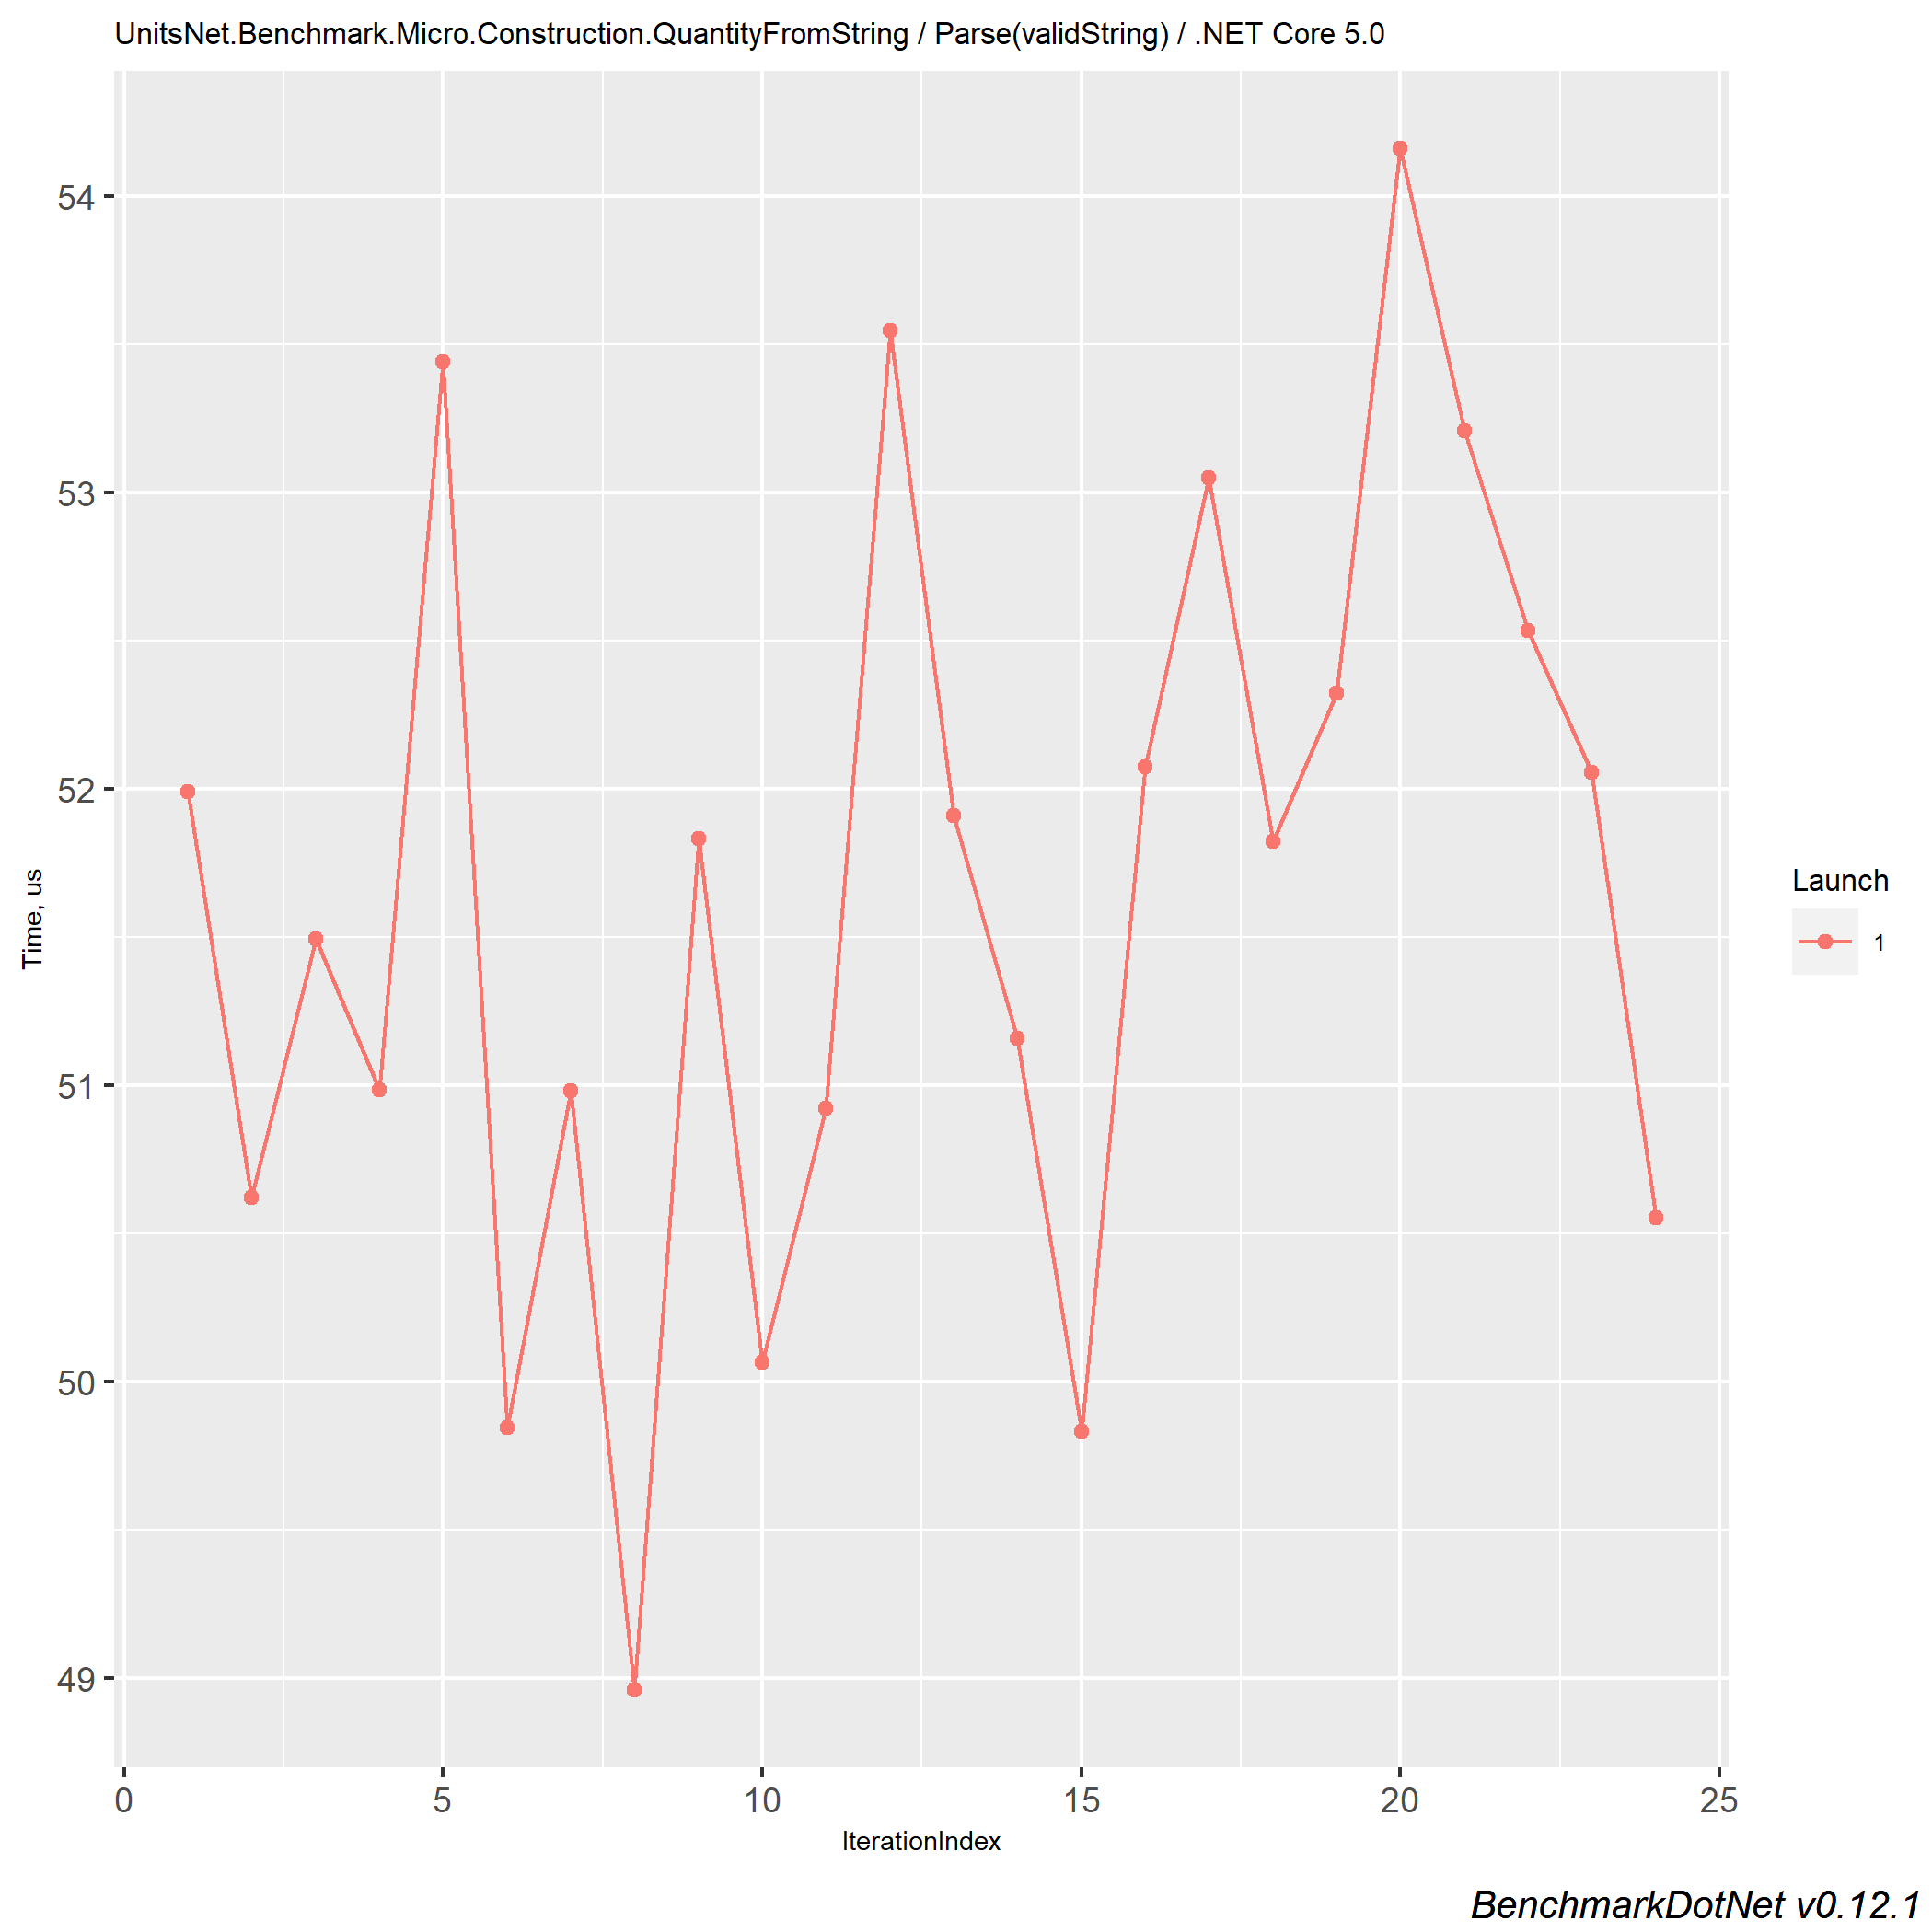 UnitsNet.Benchmark.Micro.Construction.QuantityFromString / Parse(validString) / .NET Core 5.0
54
53
52
51
50
49
Time, us
0 5 10 15 20 25
IterationIndex
Launch
1
BenchmarkDotNet v0.12.1